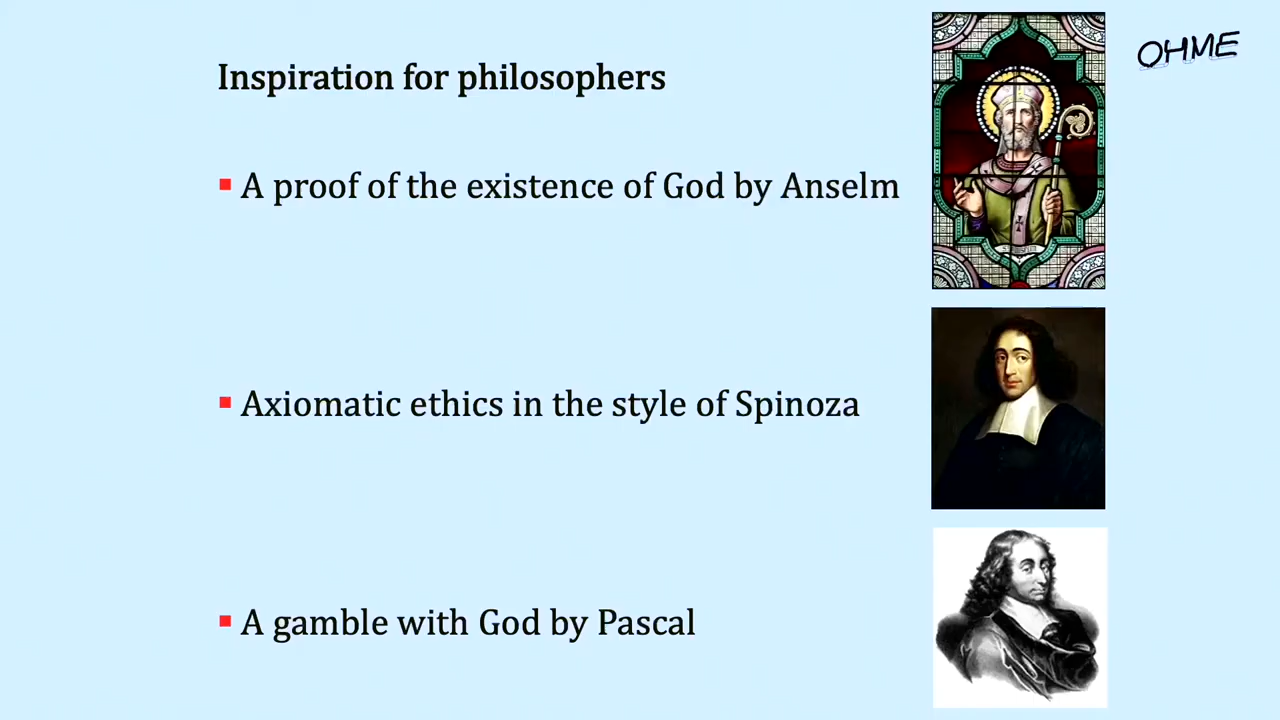 OHME
Inspiration for philosophers
A proof of the existence of God by Anselm
Axiomatic ethics in the style of Spinoza
A gamble with God by Pascal